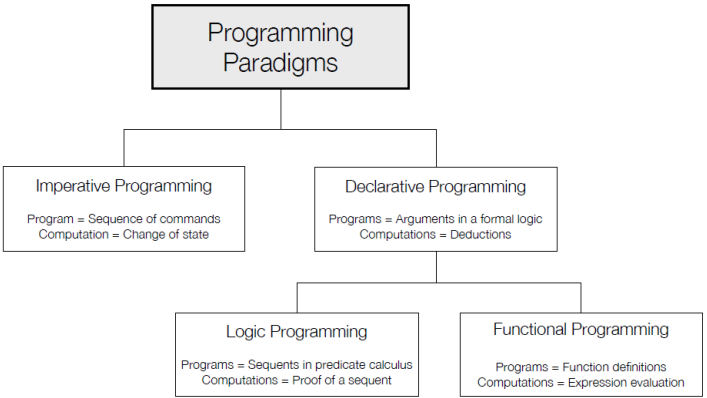 Programming
Paradigms
Imperative Programming
Program = Sequence of commands
Computation = Change of state
Declarative Programming
Programs = Arguments in a formal logic
Computations = Deductions
Logic Programming
Programs = Sequents in predicate calculus
Computations = Proof of a sequent
Functional Programming
Programs = Function definitions
Computations = Expression evaluation